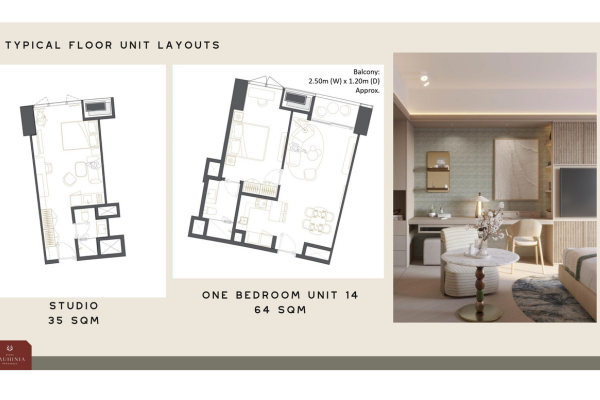 TYPICAL FLOOR UNIT LAYOUTS
Balcony:
2.50m (W) x 1.20m (D)
Approx.
STUDIO
35 SQM
ONE BEDROOM UNIT 14
64 SQM